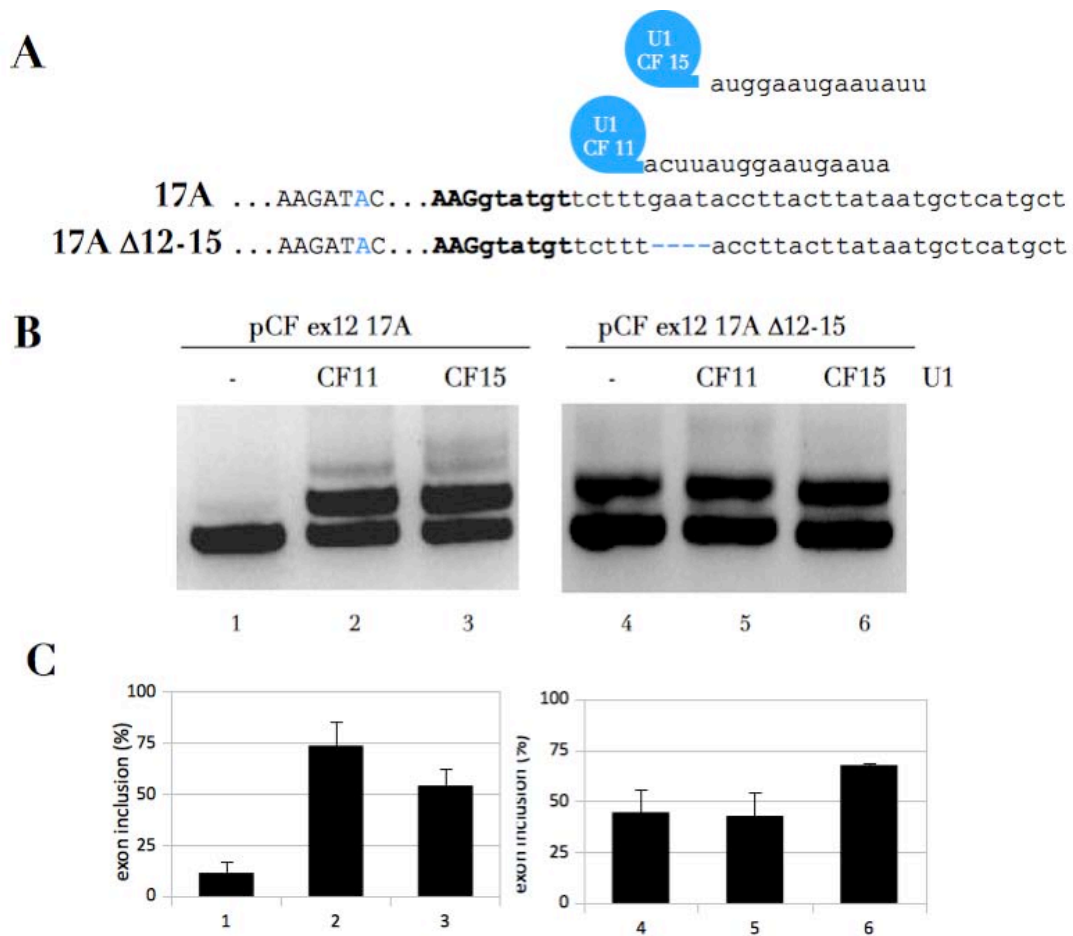 A
U1
CF 15
auggaaugaauauu
U1
CF 11
acuuauggaaugaaua
17A ...AAGATAC...AAGgtatgttctttgaataccttacttataatgctcatgct
17A Δ12-15 ...AAGATAC...AAGgtatgttcttt----accttacttataatgctcatgct
B
pCF ex12 17A pCF ex12 17A Δ12-15
- CF11 CF15 - CF11 CF15 U1
1 2 3 4 5 6
C
exon inclusion (%)
100
75
50
25
0
1 2 3
exon inclusion (%)
100
75
50
25
0
4 5 6